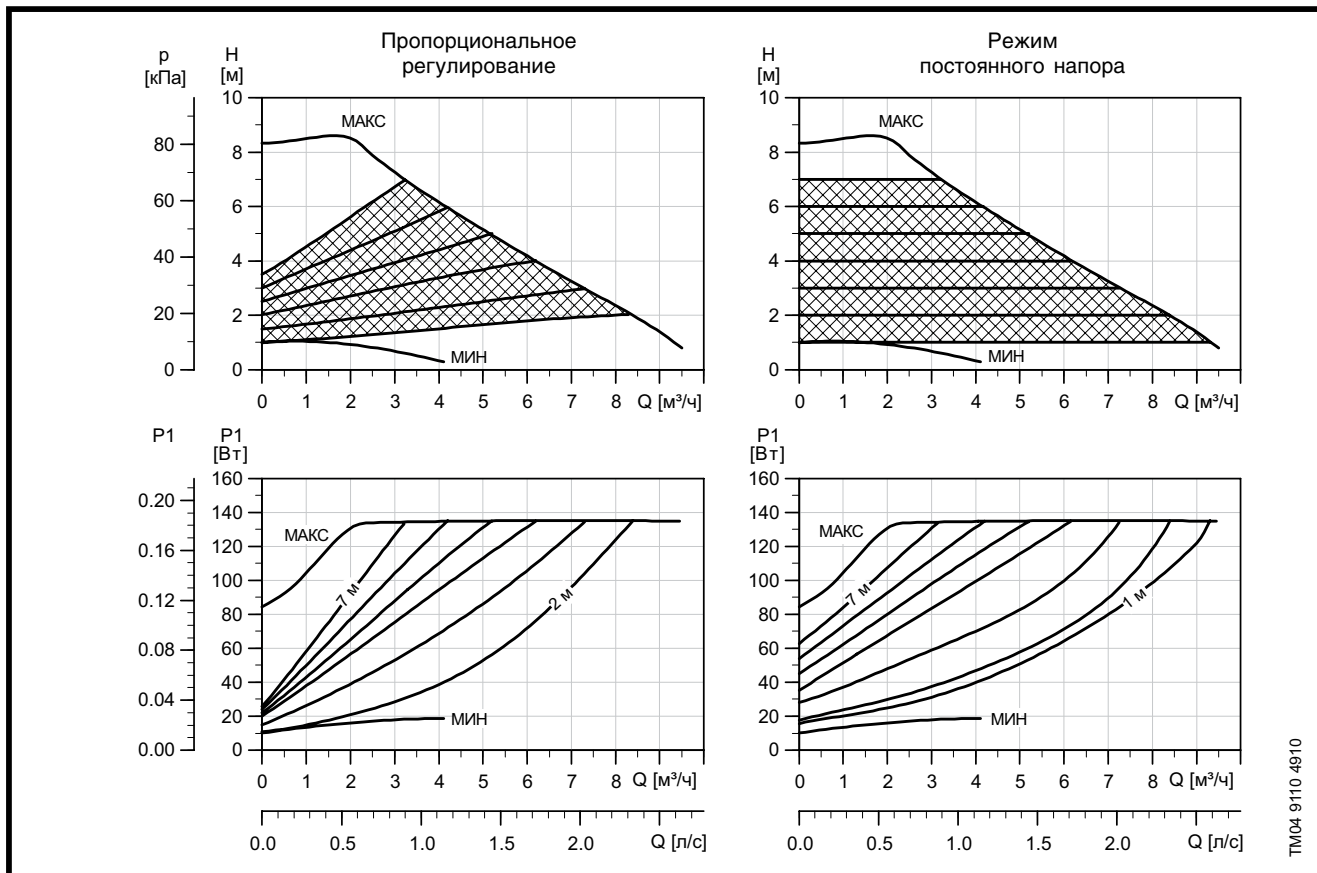 Пропорциональное
регулирование
Режим
постоянного напора
p
[кПа]
H
[м]
H
[м]
10
8
6
4
2
0
80
60
40
20
0
МАКС
МИН
0 1 2 3 4 5 6 7 8 Q [м³/ч]
10
8
6
4
2
0
МАКС
МИН
0 1 2 3 4 5 6 7 8 Q [м³/ч]
P1
P1
[Вт]
0.20
0.16
0.12
0.08
0.04
0.00
160
140
120
100
80
60
40
20
0
МАКС
7 м
2 м
МИН
0 1 2 3 4 5 6 7 8 Q [м³/ч]
0.0 0.5 1.0 1.5 2.0 Q [л/с]
P1
[Вт]
160
140
120
100
80
60
40
20
0
МАКС
7 м
1 м
МИН
0 1 2 3 4 5 6 7 8 Q [м³/ч]
0.0 0.5 1.0 1.5 2.0 Q [л/с]
TM04 9110 4910